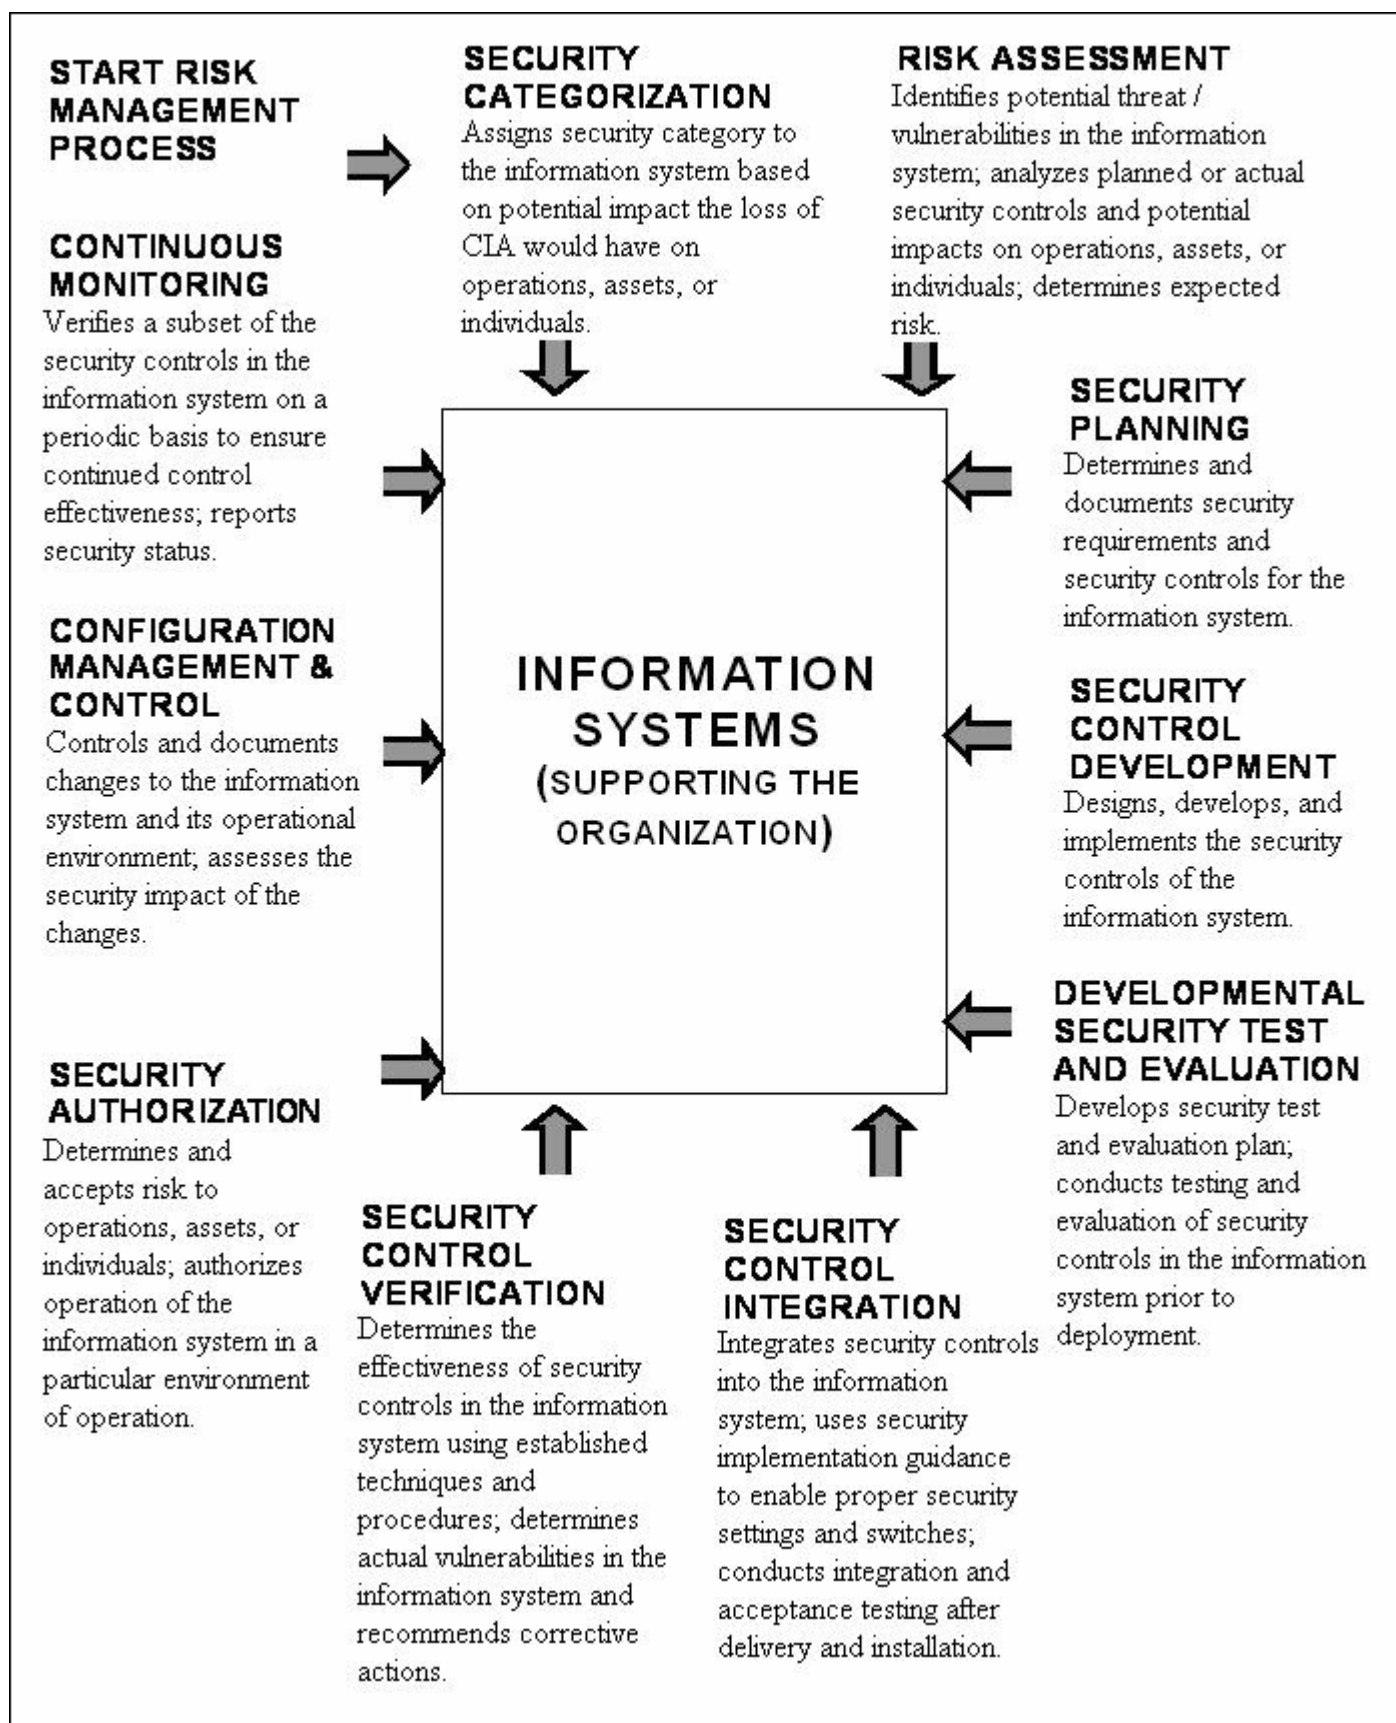 START RISK
MANAGEMENT
PROCESS
SECURITY
CATEGORIZATION
Assigns security category to
the information system based
on potential impact the loss of
CIA would have on
operations, assets, or
individuals.
RISK ASSESSMENT
Identifies potential threat /
vulnerabilities in the information
system; analyzes planned or actual
security controls and potential
impacts on operations, assets, or
individuals; determines expected
risk.
SECURITY
PLANNING
Determines and
documents security
requirements and
security controls for the
information system.
SECURITY
CONTROL
DEVELOPMENT
Designs, develops, and
implements the security
controls of the
information system.
DEVELOPMENTAL
SECURITY TEST
AND EVALUATION
Develops security test
and evaluation plan;
conducts testing and
evaluation of security
controls in the information
system prior to
deployment.
SECURITY
CONTROL
INTEGRATION
Integrates security controls
into the information
system; uses security
implementation guidance
to enable proper security
settings and switches;
conducts integration and
acceptance testing after
delivery and installation.
SECURITY
CONTROL
VERIFICATION
Determines the
effectiveness of security
controls in the information
system using established
techniques and
procedures; determines
actual vulnerabilities in the
information system and
recommends corrective
actions.
SECURITY
AUTHORIZATION
Determines and
accepts risk to
operations, assets, or
individuals; authorizes
operation of the
information system in a
particular environment
of operation.
CONFIGURATION
MANAGEMENT &
CONTROL
Controls and documents
changes to the information
system and its operational
environment; assesses the
security impact of the
changes.
CONTINUOUS
MONITORING
Verifies a subset of the
security controls in the
information system on a
periodic basis to ensure
continued control
effectiveness; reports
security status.
INFORMATION
SYSTEMS
(SUPPORTING THE
ORGANIZATION)